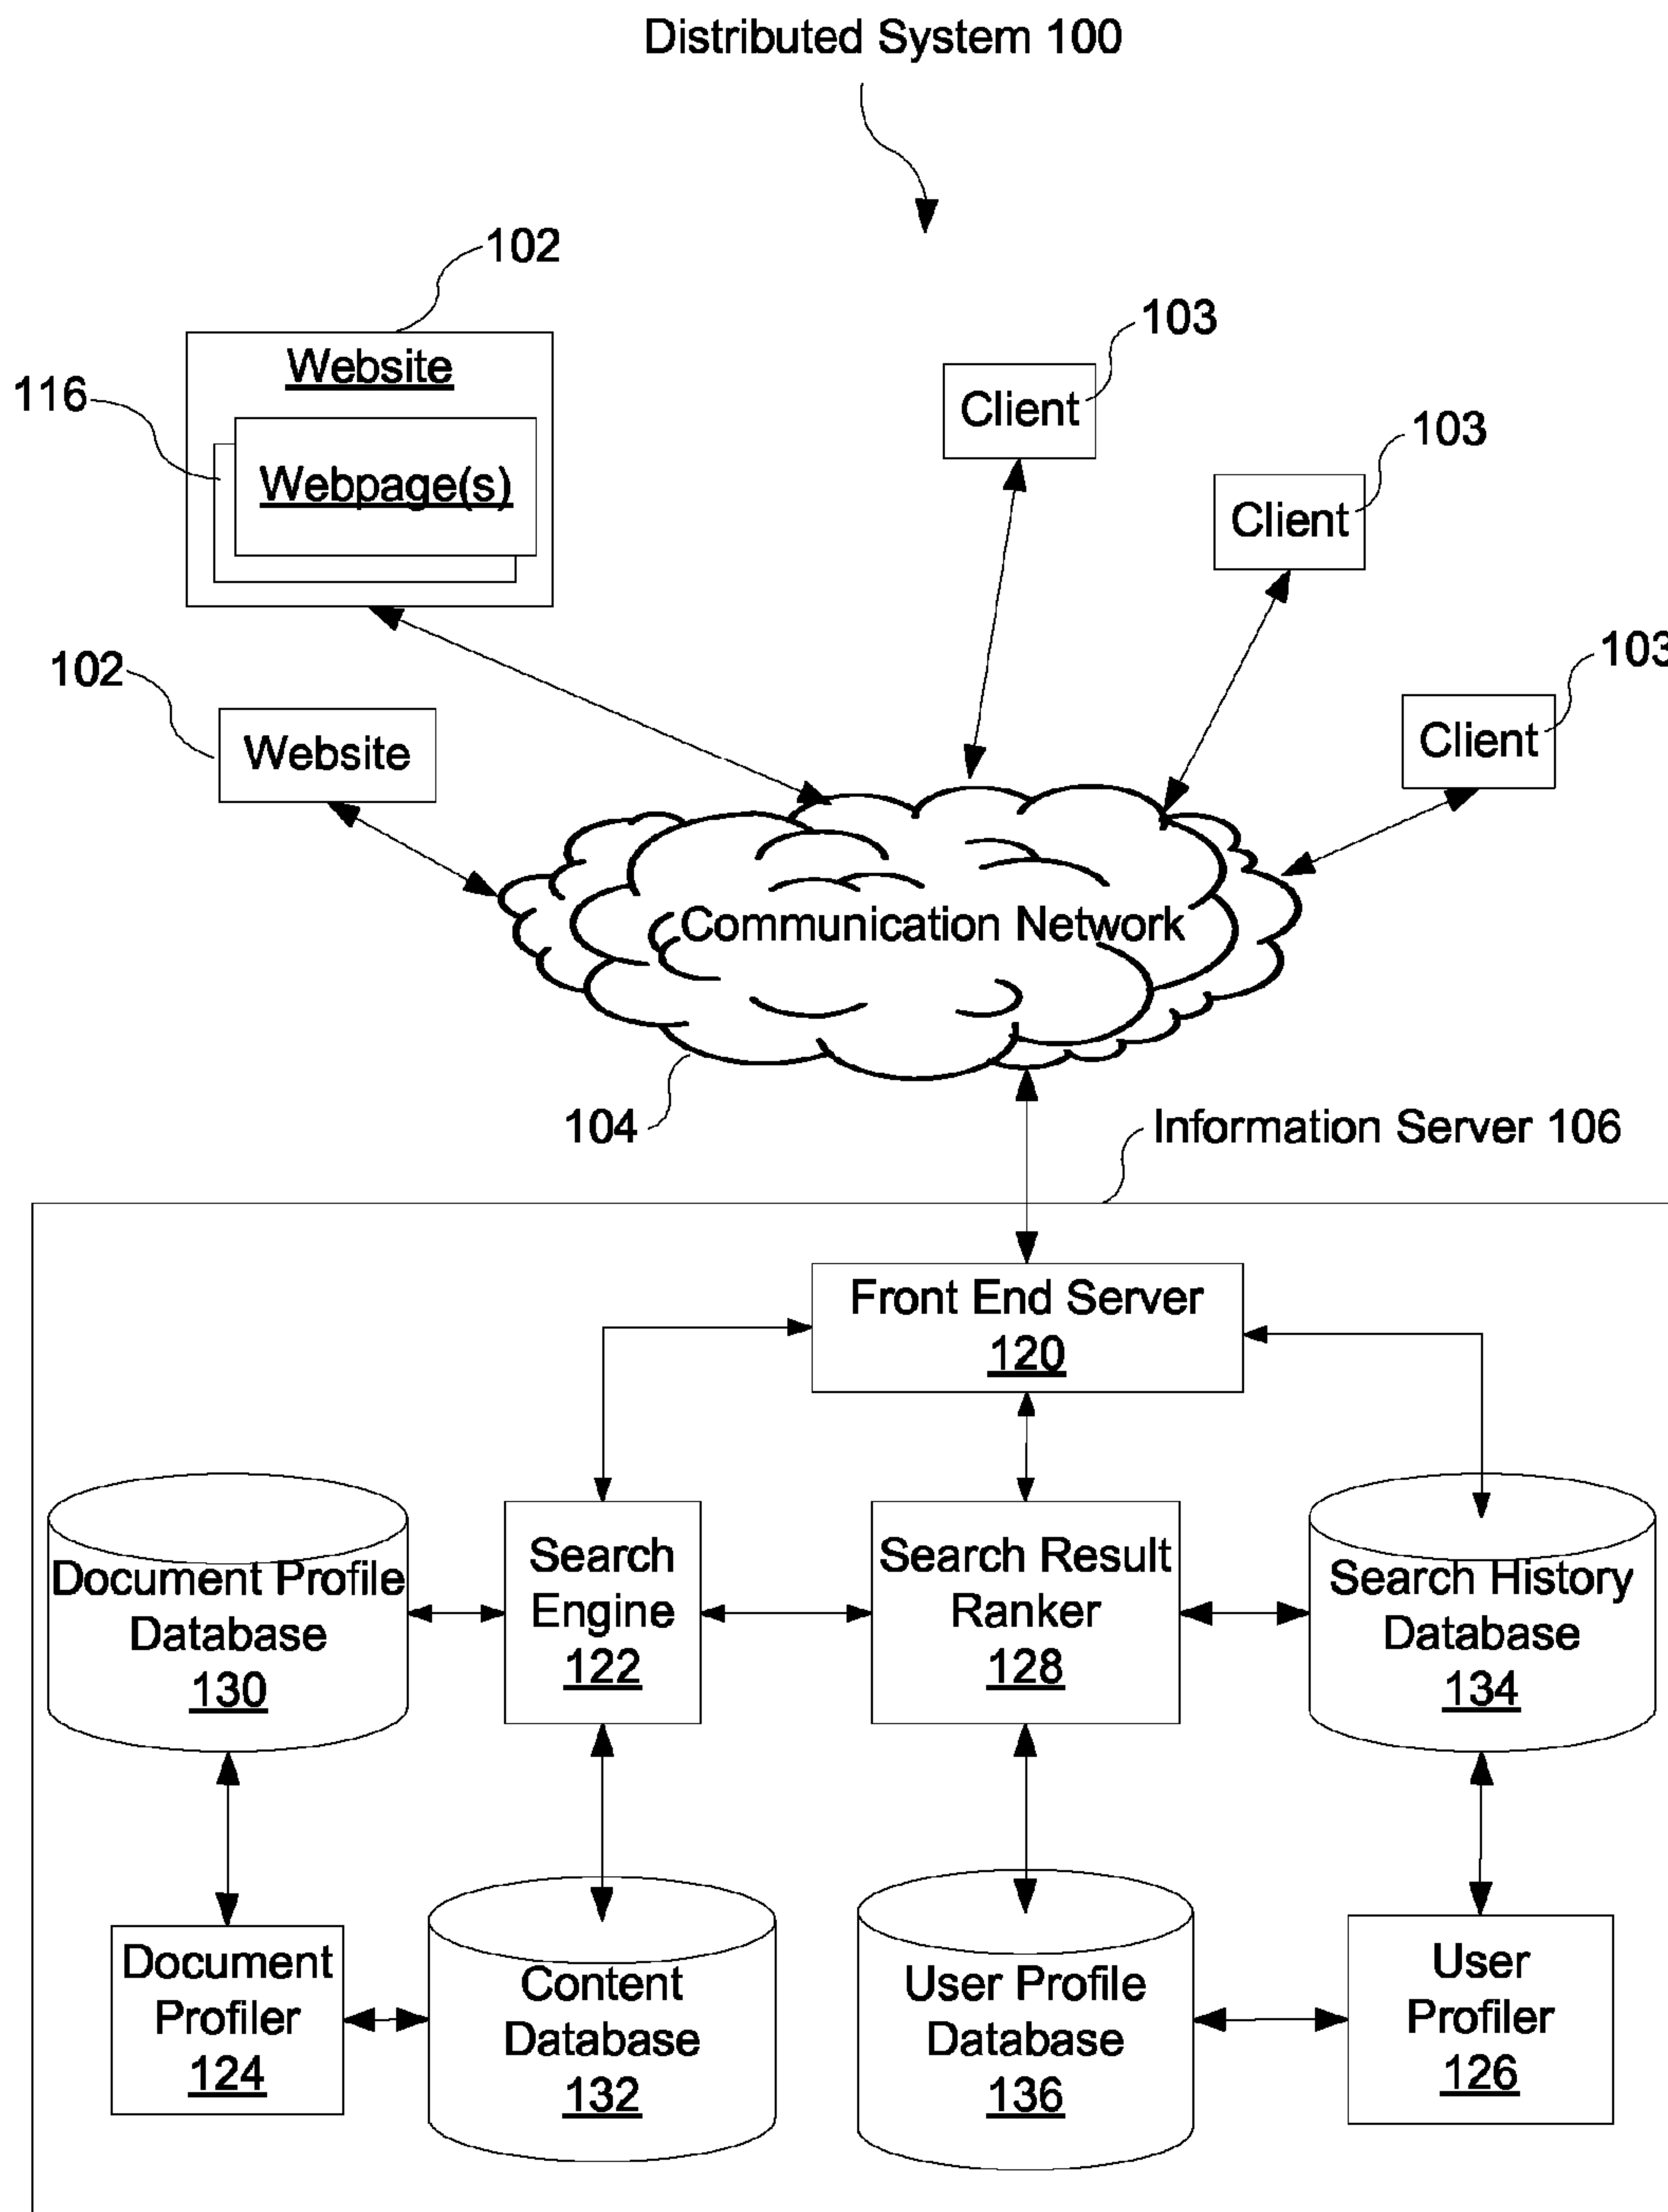 Distributed System 100
102
Website
116
Webpage(s)
103
Client
103
Client
103
Client
102
Website
Communication Network
104
Information Server 106
Front End Server
120
Document Profile
Database
130
Search
Engine
122
Search Result
Ranker
128
Search History
Database
134
Document
Profiler
124
Content
Database
132
User Profile
Database
136
User
Profiler
126